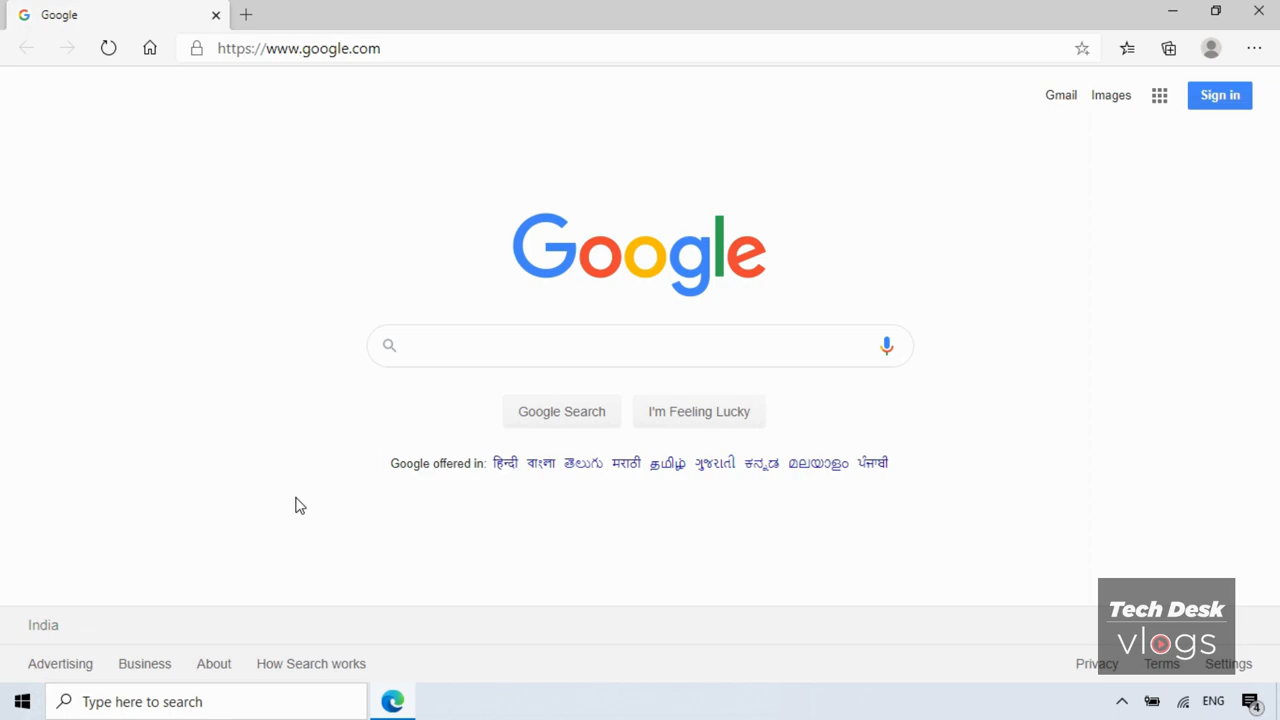 Google
https://www.google.com
Gmail Images Sign in
Google
Google Search I'm Feeling Lucky
Google offered in: हिन्दी বাংলা తెలుగు मराठी தமிழ் ગુજરાતી ಕನ್ನಡ മലയാളം ਪੰਜਾਬੀ
India
Tech Desk
vlogs
Advertising Business About How Search works Privacy Terms Settings
Type here to search ENG 4